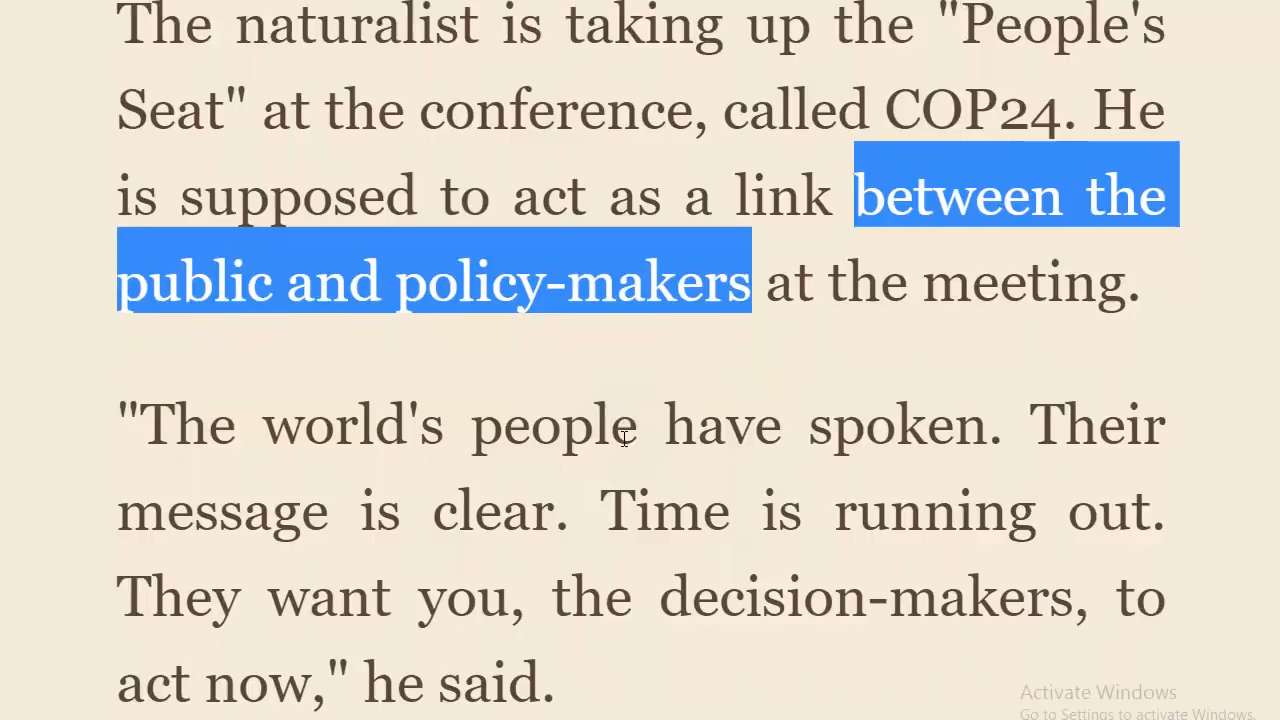 The naturalist is taking up the "People's
Seat" at the conference, called COP24. He
is supposed to act as a link between the
public and policy-makers at the meeting.
"The world's people have spoken. Their
message is clear. Time is running out.
They want you, the decision-makers, to
act now," he said.
Activate Windows
Go to Settings to activate Windows.